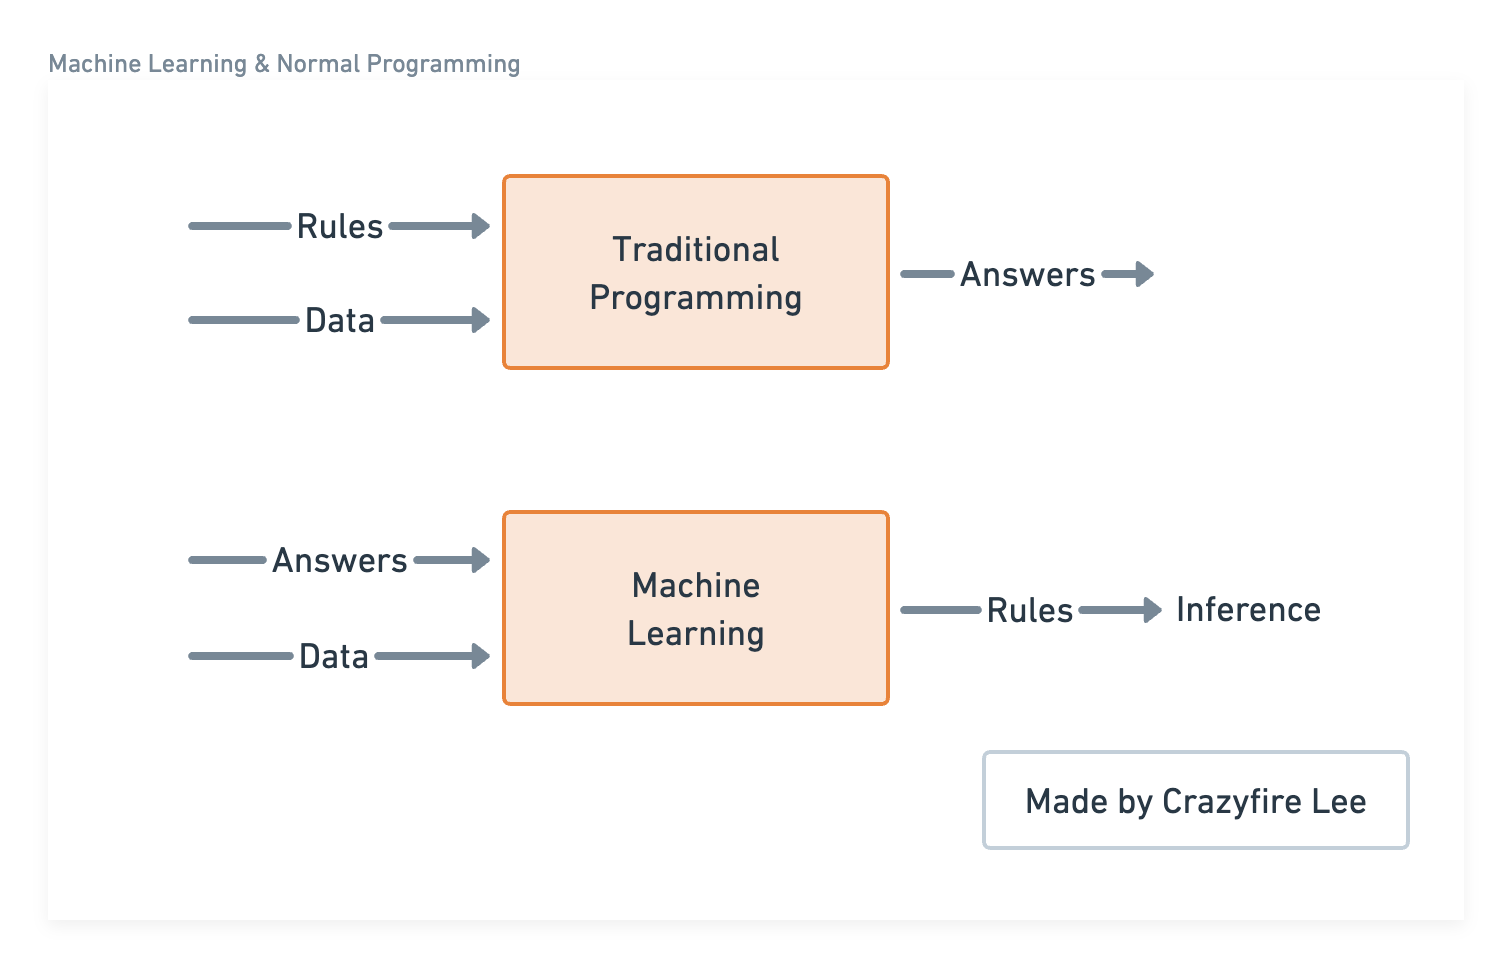 Machine Learning & Normal Programming
Rules
Data
Traditional
Programming
Answers
Answers
Data
Machine
Learning
Rules
Inference
Made by Crazyfire Lee